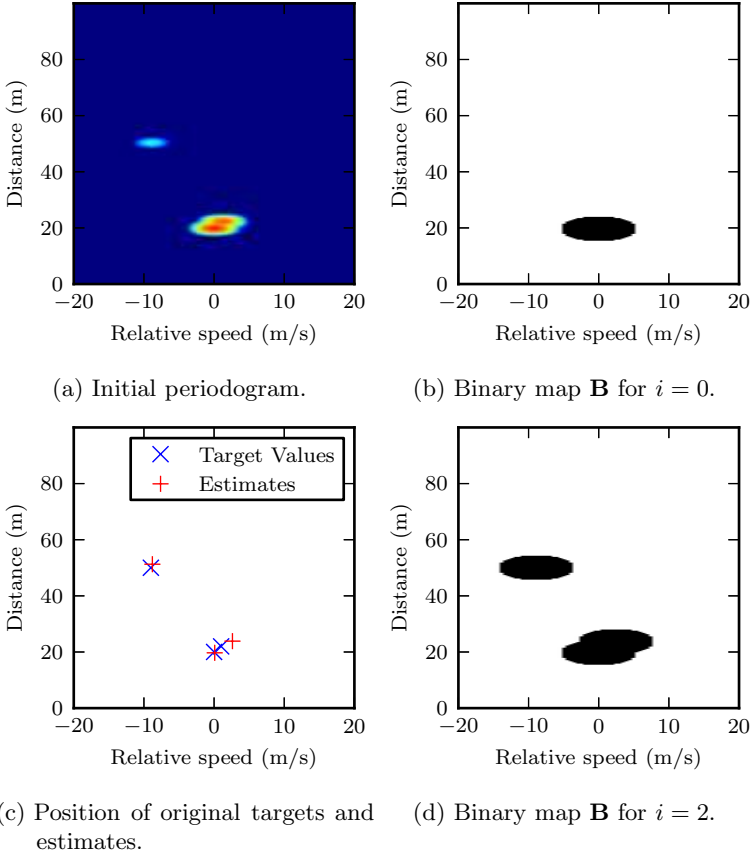 80
60
40
20
0
Distance (m)
−20
−10
0
10
20
Relative speed (m/s)
(a) Initial periodogram.
80
60
40
20
0
Distance (m)
−20
−10
0
10
20
Relative speed (m/s)
(b) Binary map B for i = 0.
Target Values
Estimates
80
60
40
20
0
Distance (m)
−20
−10
0
10
20
Relative speed (m/s)
(c) Position of original targets and
estimates.
80
60
40
20
0
Distance (m)
−20
−10
0
10
20
Relative speed (m/s)
(d) Binary map B for i = 2.